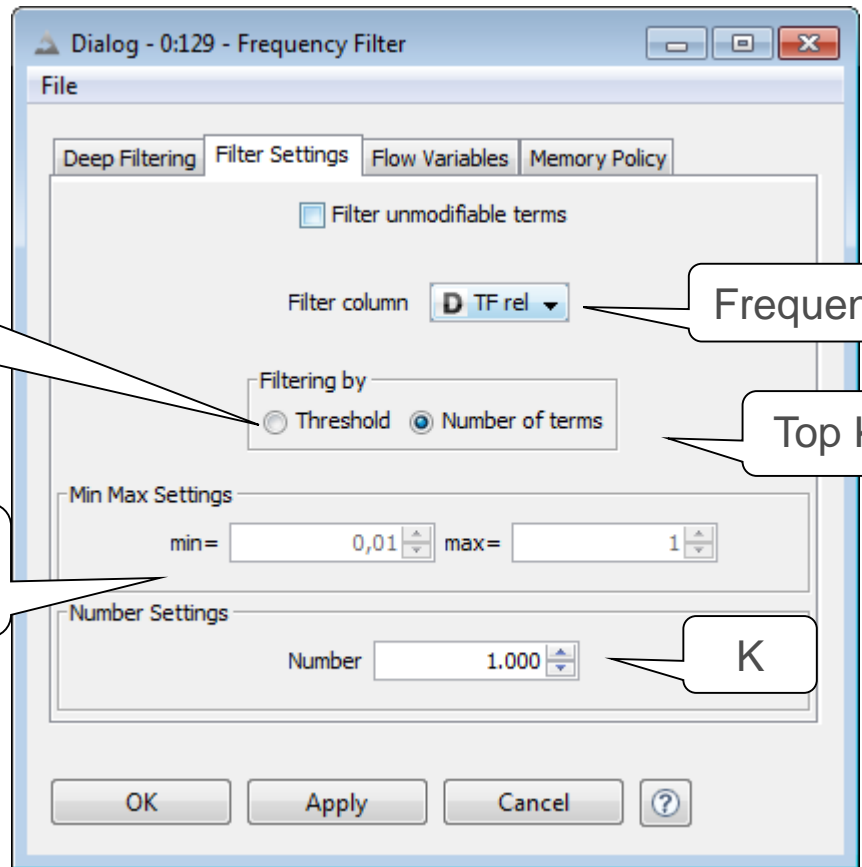 Dialog - 0:129 - Frequency Filter
File
Deep Filtering Filter Settings Flow Variables Memory Policy
Filter unmodifiable terms
Filter column D TF rel
Filtering by
Threshold Number of terms
Top
Min Max Settings
min= 0,01 max= 1
Number Settings
Number 1.000
K
OK Apply Cancel ?